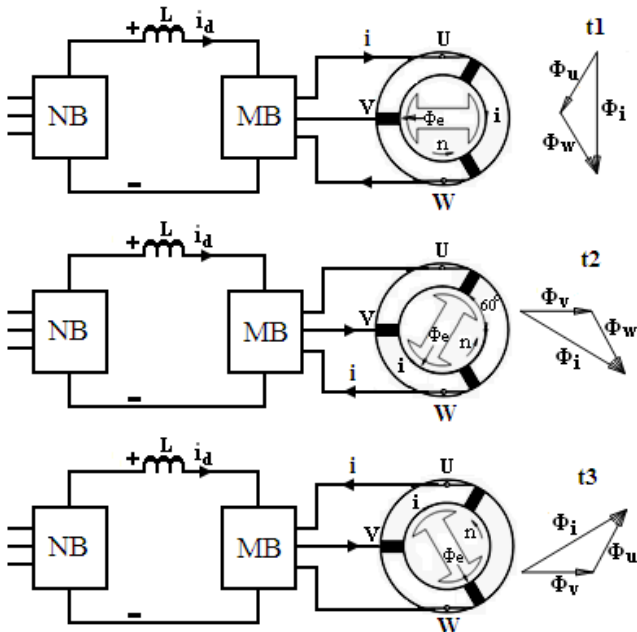 L
+ i_d
NB MB
-
i U
V Φe i
n
W
t1
Φu
Φi
Φw
L
+ i_d
NB MB
-
U
V 60°
Φe n
i
i
W
t2
Φv
Φw
Φi
L
+ i_d
NB MB
-
i U
i
V n
Φe
W
t3
Φi
Φu
Φv